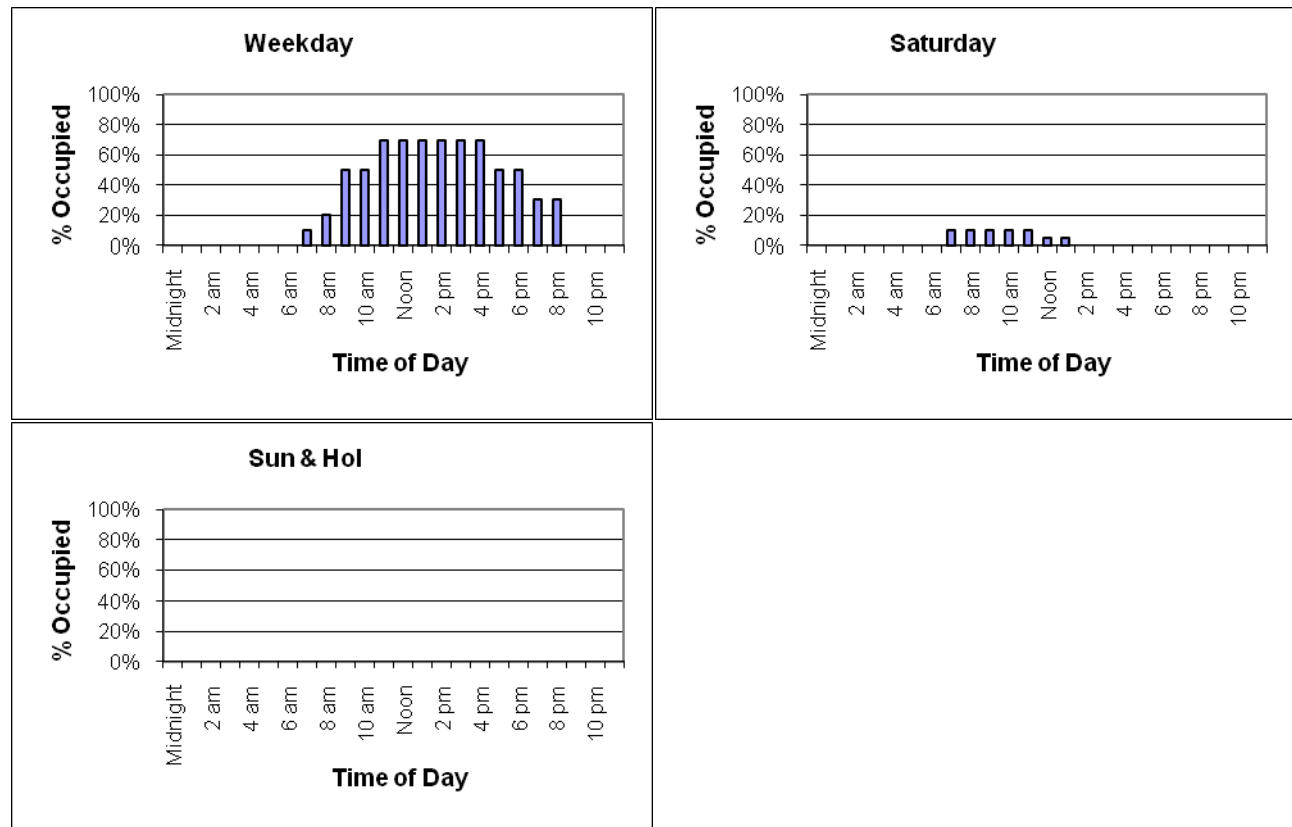 Weekday
% Occupied
100%
80%
60%
40%
20%
0%
Midnight
2 am
4 am
6 am
8 am
10 am
Noon
2 pm
4 pm
6 pm
8 pm
10 pm
Time of Day
Saturday
% Occupied
100%
80%
60%
40%
20%
0%
Midnight
2 am
4 am
6 am
8 am
10 am
Noon
2 pm
4 pm
6 pm
8 pm
10 pm
Time of Day
Sun & Hol
% Occupied
100%
80%
60%
40%
20%
0%
Midnight
2 am
4 am
6 am
8 am
10 am
Noon
2 pm
4 pm
6 pm
8 pm
10 pm
Time of Day